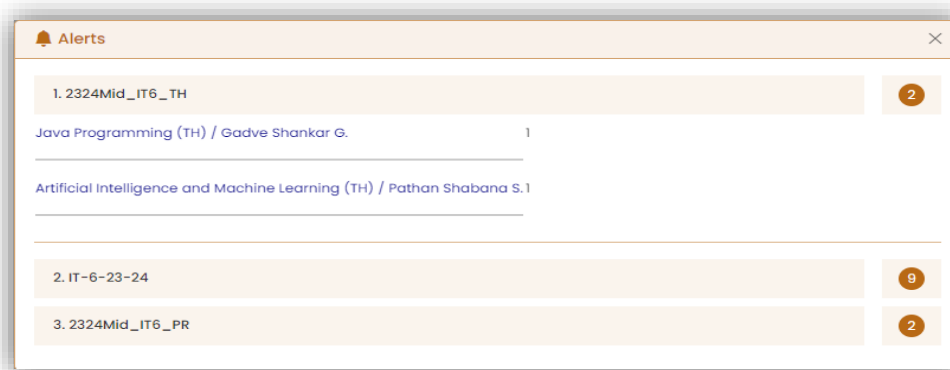 Alerts
1. 2324Mid_IT6_TH 2
Java Programming (TH) / Gadve Shankar G. 1
Artificial Intelligence and Machine Learning (TH) / Pathan Shabana S. 1
2. IT-6-23-24 9
3. 2324Mid_IT6_PR 2